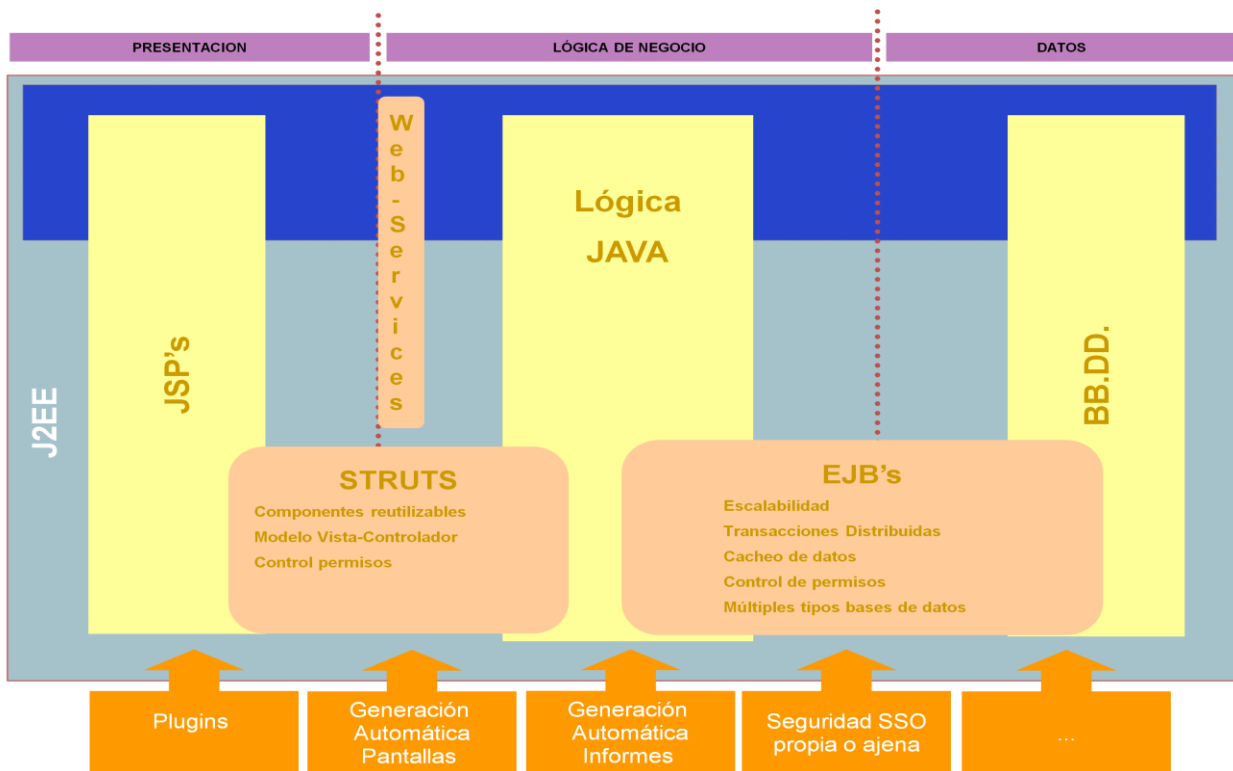 PRESENTACION
LÓGICA DE NEGOCIO
DATOS
J2EE
JSP's
Web-Services
Lógica
JAVA
BB.DD.
STRUTS
Componentes reutilizables
Modelo Vista-Controlador
Control permisos
EJB's
Escalabilidad
Transacciones Distribuidas
Cacheo de datos
Control de permisos
Múltiples tipos bases de datos
Plugins
Generación
Automática
Pantallas
Generación
Automática
Informes
Seguridad SSO
propia o ajena
...